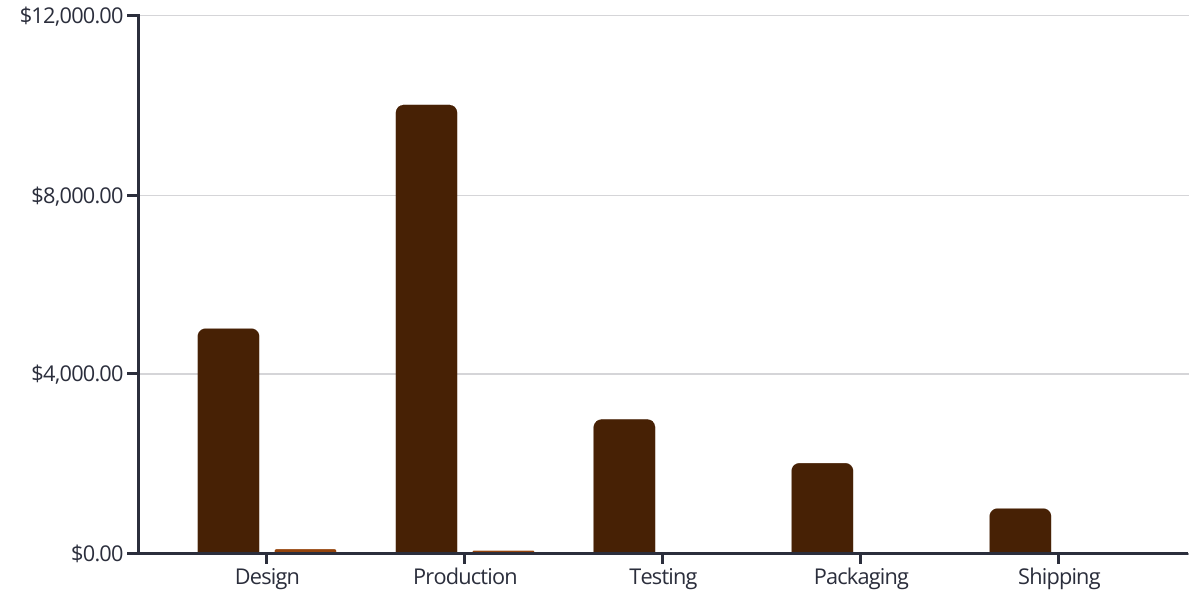 $12,000.00
$8,000.00
$4,000.00
$0.00
Design Production Testing Packaging Shipping